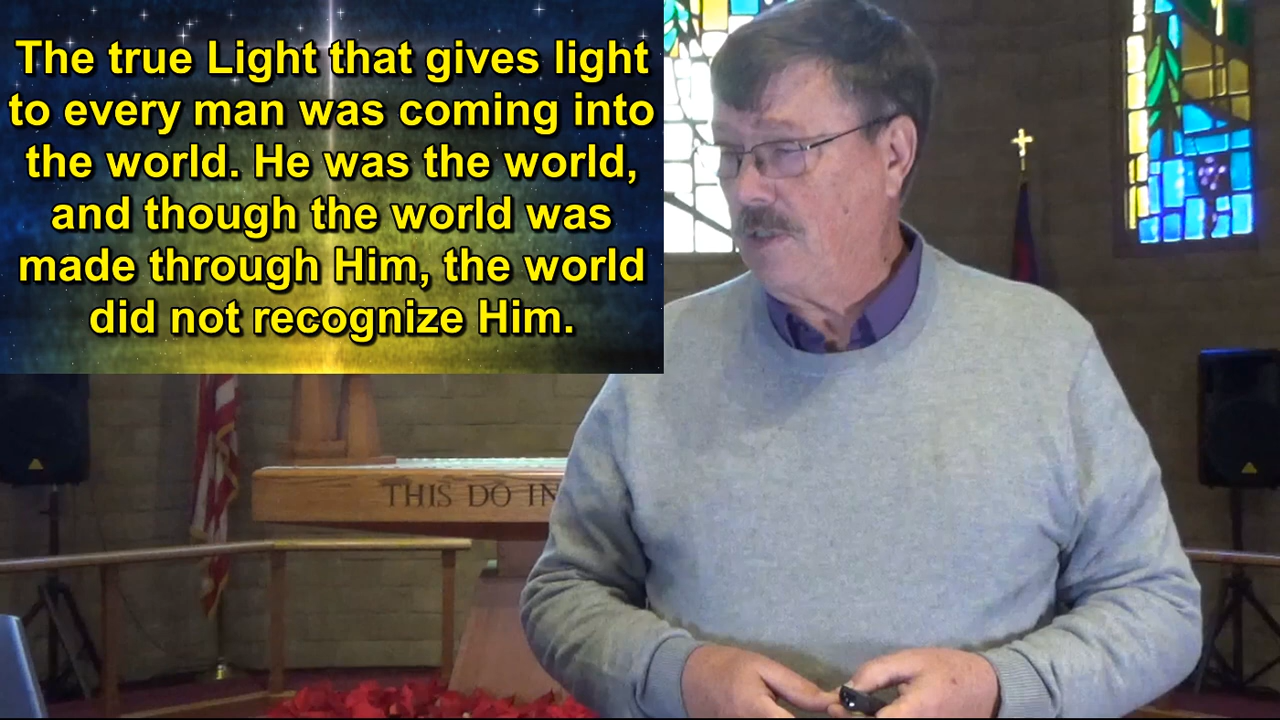 The true Light that gives light
to every man was coming into
the world. He was the world,
and though the world was
made through Him, the world
did not recognize Him.
THIS DO IN